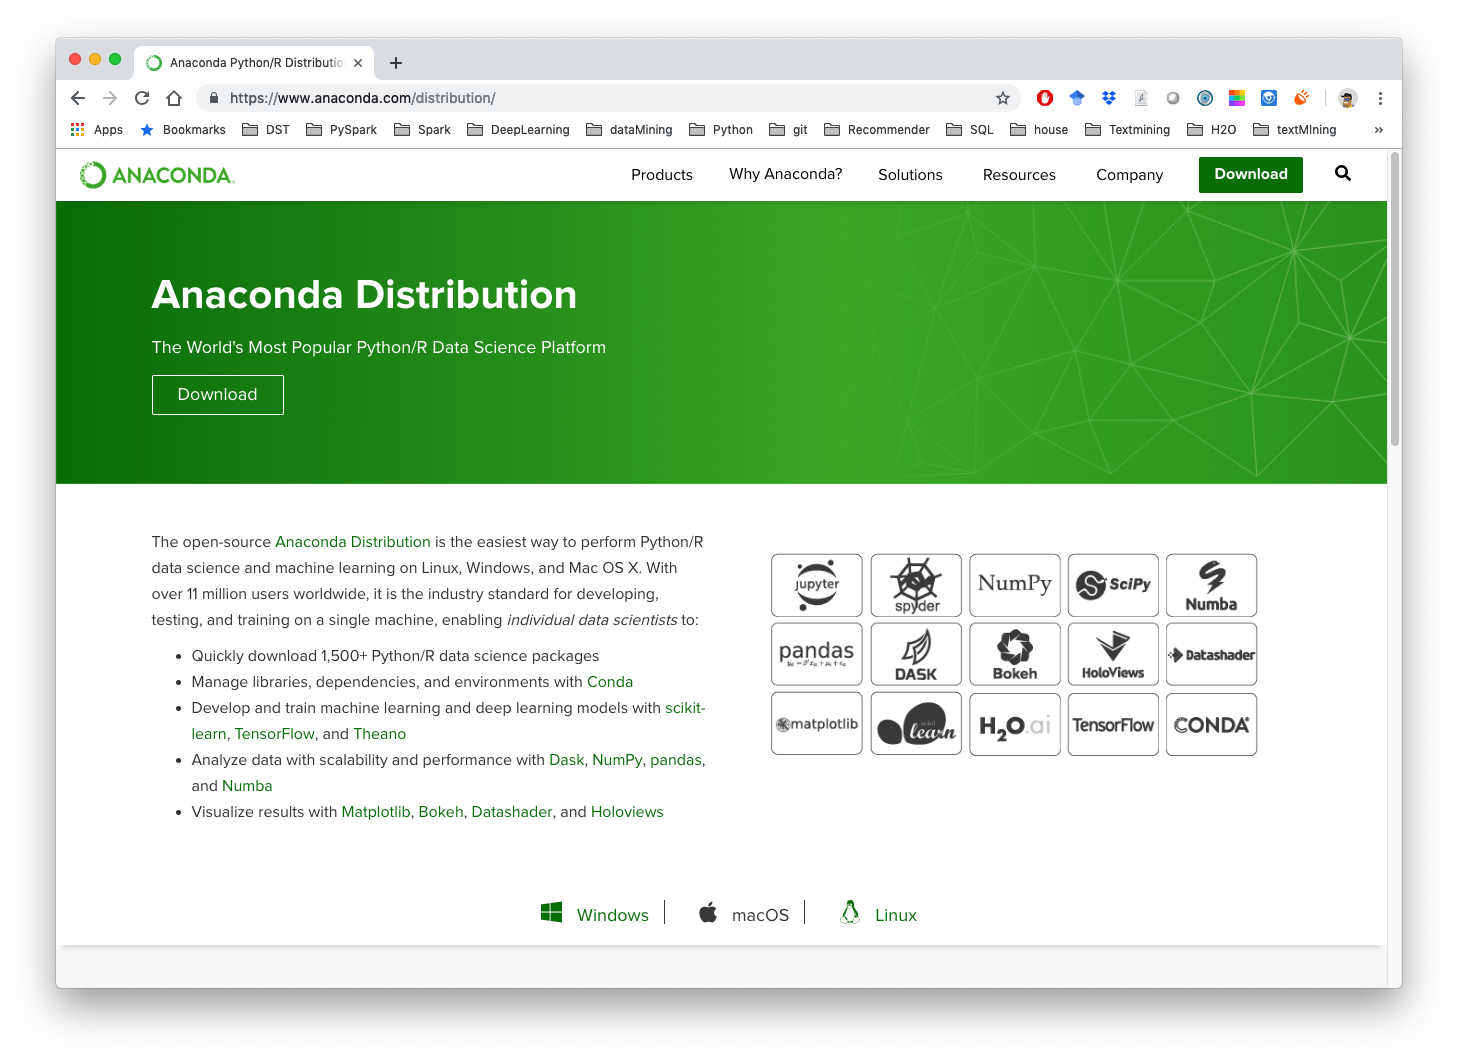 Anaconda Python/R Distributio
https://www.anaconda.com/distribution/
Apps Bookmarks DST PySpark Spark DeepLearning dataMining Python git Recommender SQL house Textmining H2O textMIning »
ANACONDA. Products Why Anaconda? Solutions Resources Company Download
Anaconda Distribution
The World's Most Popular Python/R Data Science Platform
Download
The open-source Anaconda Distribution is the easiest way to perform Python/R
data science and machine learning on Linux, Windows, and Mac OS X. With
over 11 million users worldwide, it is the industry standard for developing,
testing, and training on a single machine, enabling individual data scientists to:
• Quickly download 1,500+ Python/R data science packages
• Manage libraries, dependencies, and environments with Conda
• Develop and train machine learning and deep learning models with scikit-
learn, TensorFlow, and Theano
• Analyze data with scalability and performance with Dask, NumPy, pandas,
and Numba
• Visualize results with Matplotlib, Bokeh, Datashader, and Holoviews
jupyter spyder NumPy SciPy Numba
pandas DASK Bokeh HoloViews Datashader
matplotlib scikit learn H2O.ai TensorFlow CONDA
Windows macOS Linux